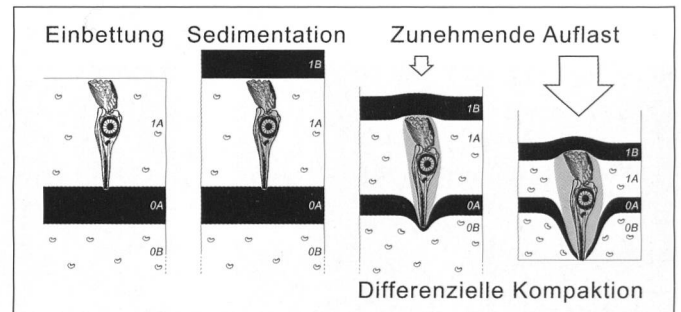 Einbettung Sedimentation Zunehmende Auflast
1A
0A
0B
1B
1A
0A
0B
1B
1A
0A
0B
1B
1A
0A
0B
Differenzielle Kompaktion